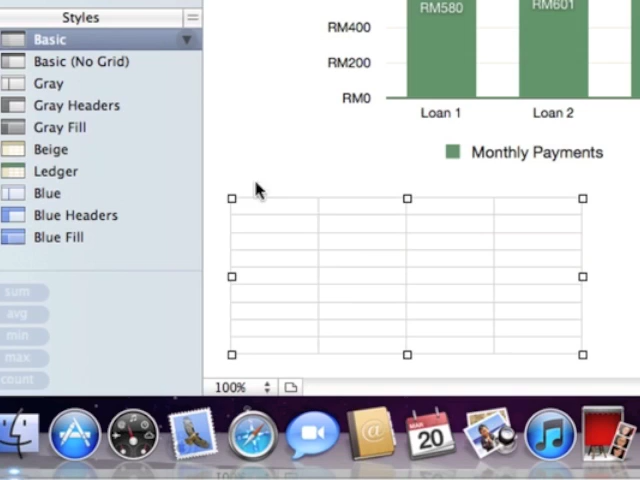 Styles
Basic
Basic (No Grid)
Gray
Gray Headers
Gray Fill
Beige
Ledger
Blue
Blue Headers
Blue Fill
sum
avg
min
max
count
RM580
RM601
RM400
RM200
RM0
Loan 1
Loan 2
Monthly Payments
100%
MAR
20